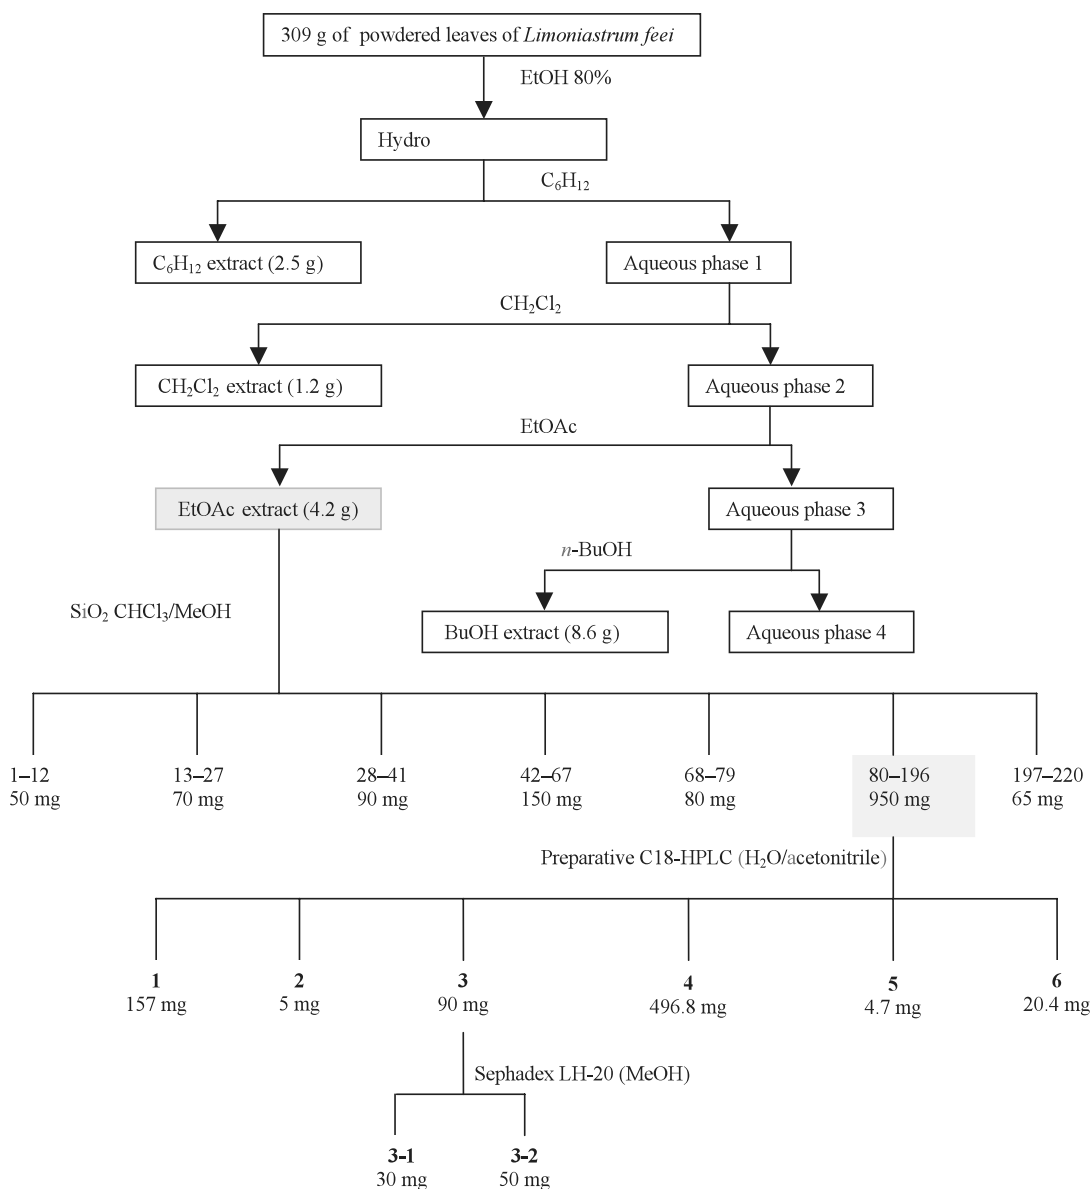 309 g of powdered leaves of Limoniastrum feei
EtOH 80%
Hydro
C₆H₁₂
C₆H₁₂ extract (2.5 g)
Aqueous phase 1
CH₂Cl₂
CH₂Cl₂ extract (1.2 g)
Aqueous phase 2
EtOAc
EtOAc extract (4.2 g)
Aqueous phase 3
n-BuOH
SiO₂ CHCl₃/MeOH
BuOH extract (8.6 g)
Aqueous phase 4
1–12 13–27 28–41 42–67 68–79 80–196 197–220
50 mg 70 mg 90 mg 150 mg 80 mg 950 mg 65 mg
Preparative C18-HPLC (H₂O/acetonitrile)
1 2 3 4 5 6
157 mg 5 mg 90 mg 496.8 mg 4.7 mg 20.4 mg
Sephadex LH-20 (MeOH)
3-1 3-2
30 mg 50 mg